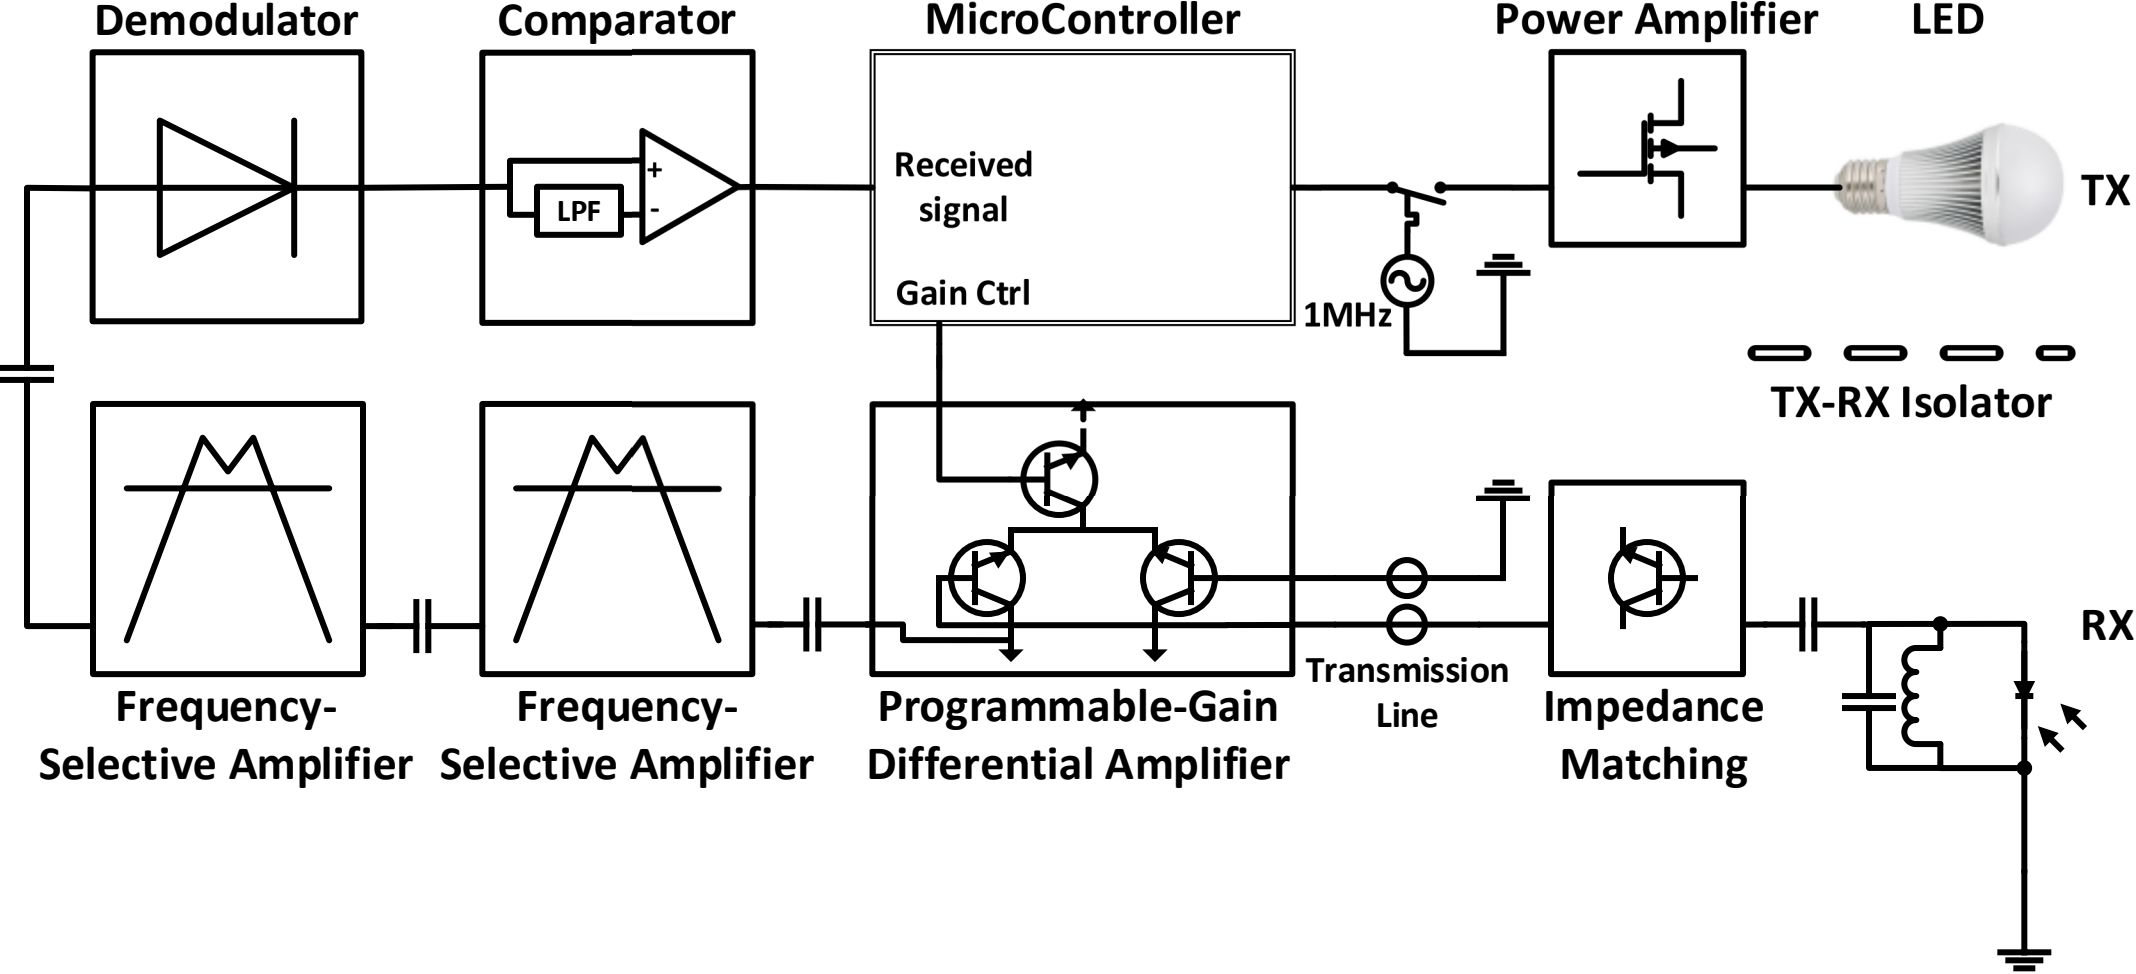 Demodulator
Comparator
MicroController
Power Amplifier
LED
+
LPF
-
Received
signal
Gain Ctrl
1MHz
TX
TX-RX Isolator
RX
Transmission
Line
Frequency-
Selective Amplifier
Frequency-
Selective Amplifier
Programmable-Gain
Differential Amplifier
Impedance
Matching